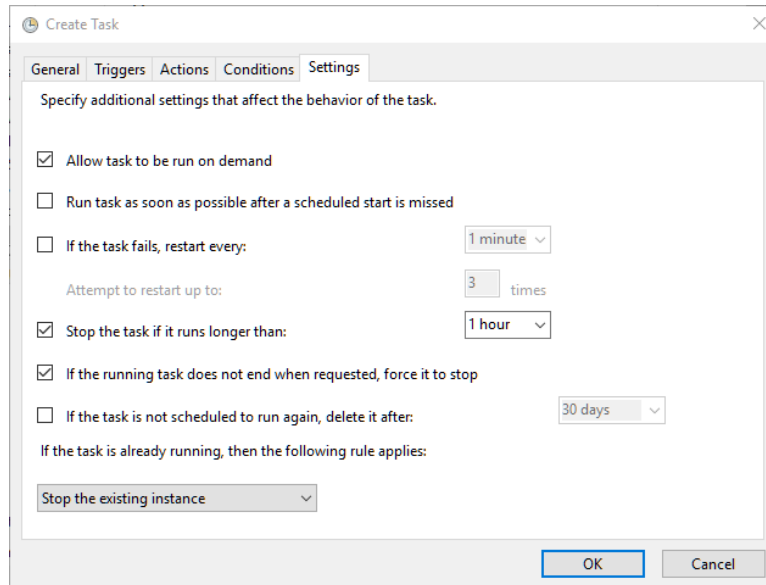 Create Task
General Triggers Actions Conditions Settings
Specify additional settings that affect the behavior of the task.
Allow task to be run on demand
Run task as soon as possible after a scheduled start is missed
If the task fails, restart every: 1 minute
Attempt to restart up to: 3 times
Stop the task if it runs longer than: 1 hour
If the running task does not end when requested, force it to stop
If the task is not scheduled to run again, delete it after: 30 days
If the task is already running, then the following rule applies:
Stop the existing instance
OK Cancel